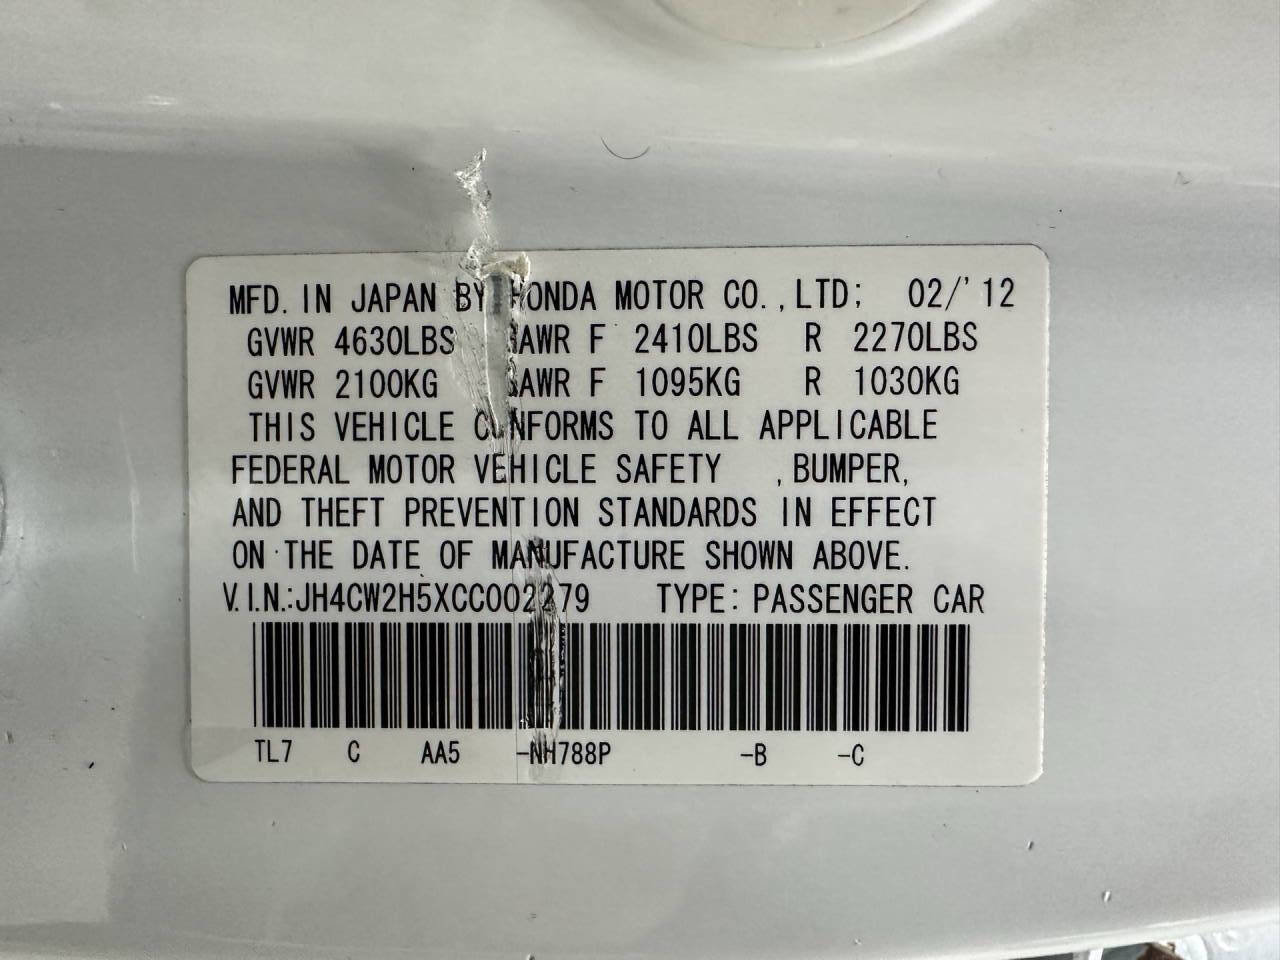 MFD. IN JAPAN BY HONDA MOTOR CO., LTD; 02/'12
GVWR 4630LBS GAWR F 2410LBS R 2270LBS
GVWR 2100KG GAWR F 1095KG R 1030KG
THIS VEHICLE CONFORMS TO ALL APPLICABLE
FEDERAL MOTOR VEHICLE SAFETY , BUMPER,
AND THEFT PREVENTION STANDARDS IN EFFECT
ON THE DATE OF MANUFACTURE SHOWN ABOVE.
V.I.N.:JH4CW2H5XCC002279 TYPE: PASSENGER CAR
TL7 C AA5 -NH788P -B -C